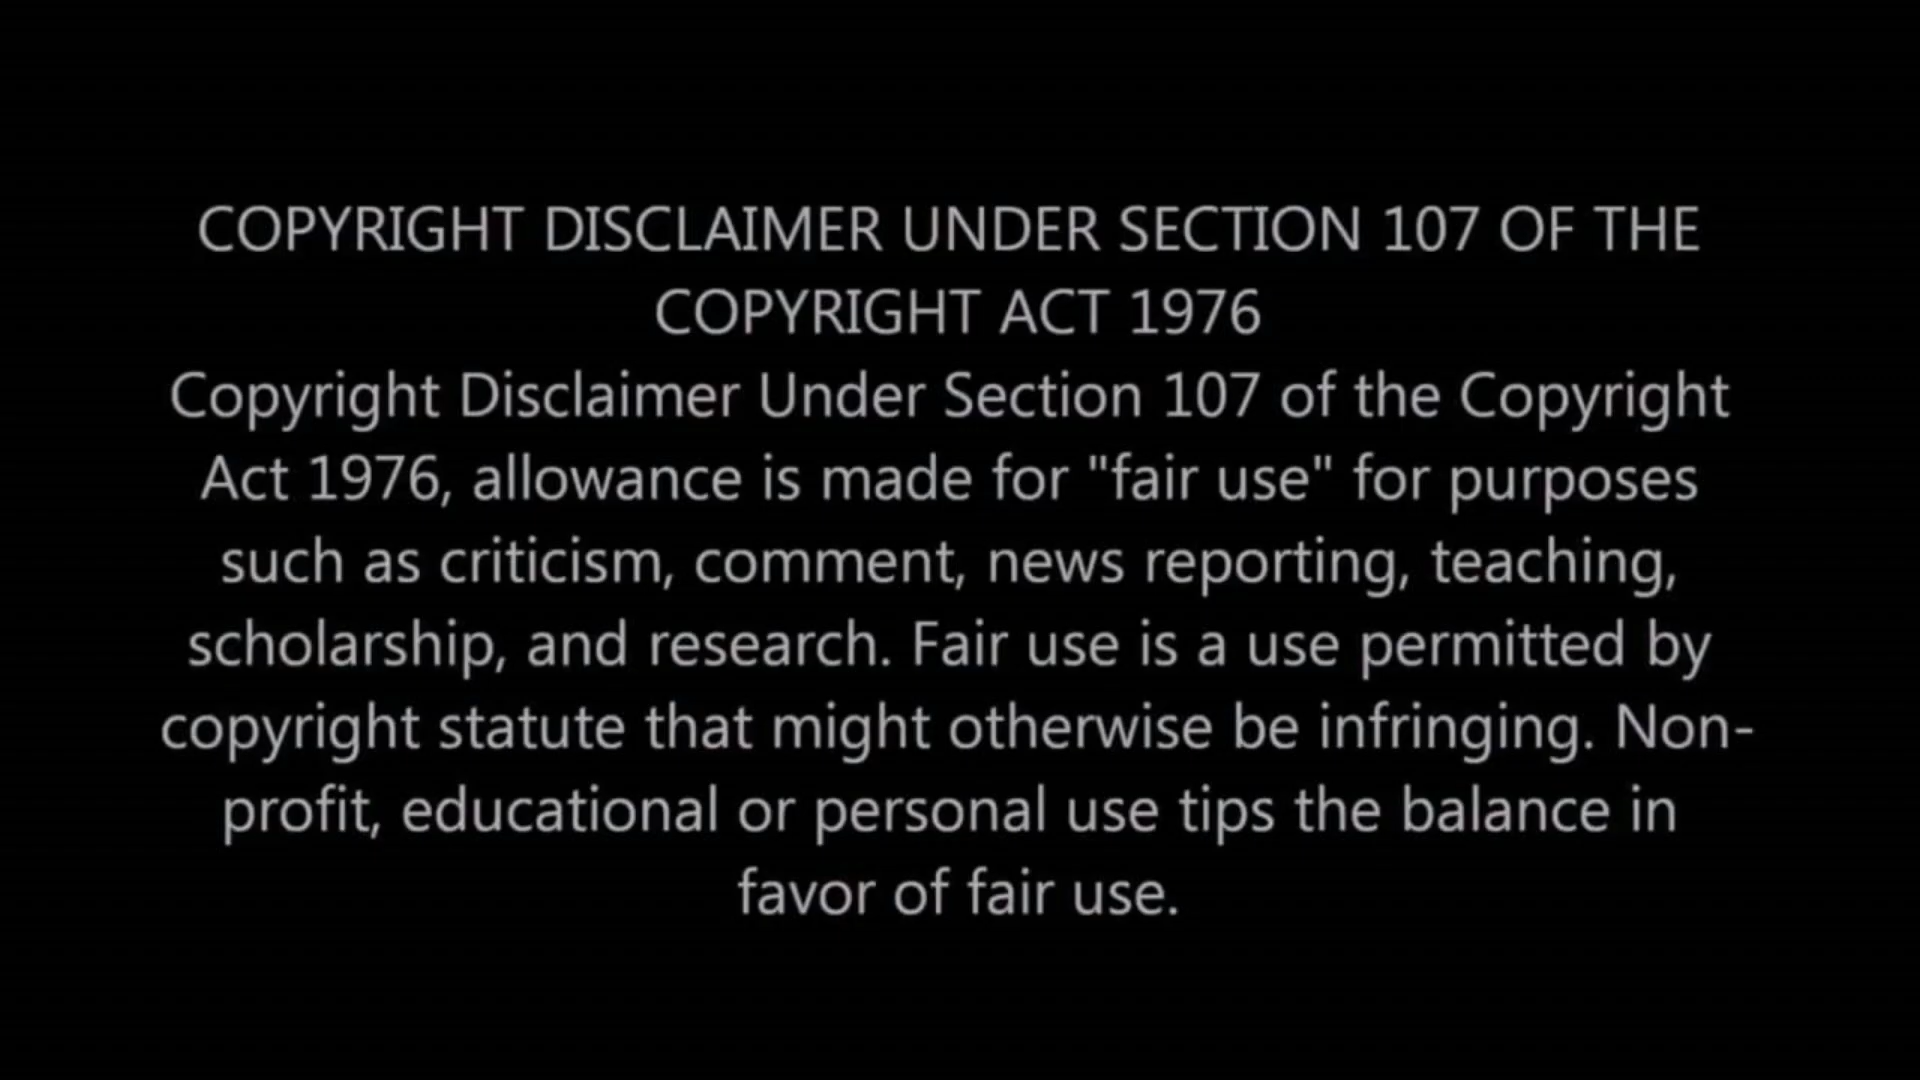 COPYRIGHT DISCLAIMER UNDER SECTION 107 OF THE
COPYRIGHT ACT 1976
Copyright Disclaimer Under Section 107 of the Copyright
Act 1976, allowance is made for "fair use" for purposes
such as criticism, comment, news reporting, teaching,
scholarship, and research. Fair use is a use permitted by
copyright statute that might otherwise be infringing. Non-
profit, educational or personal use tips the balance in
favor of fair use.